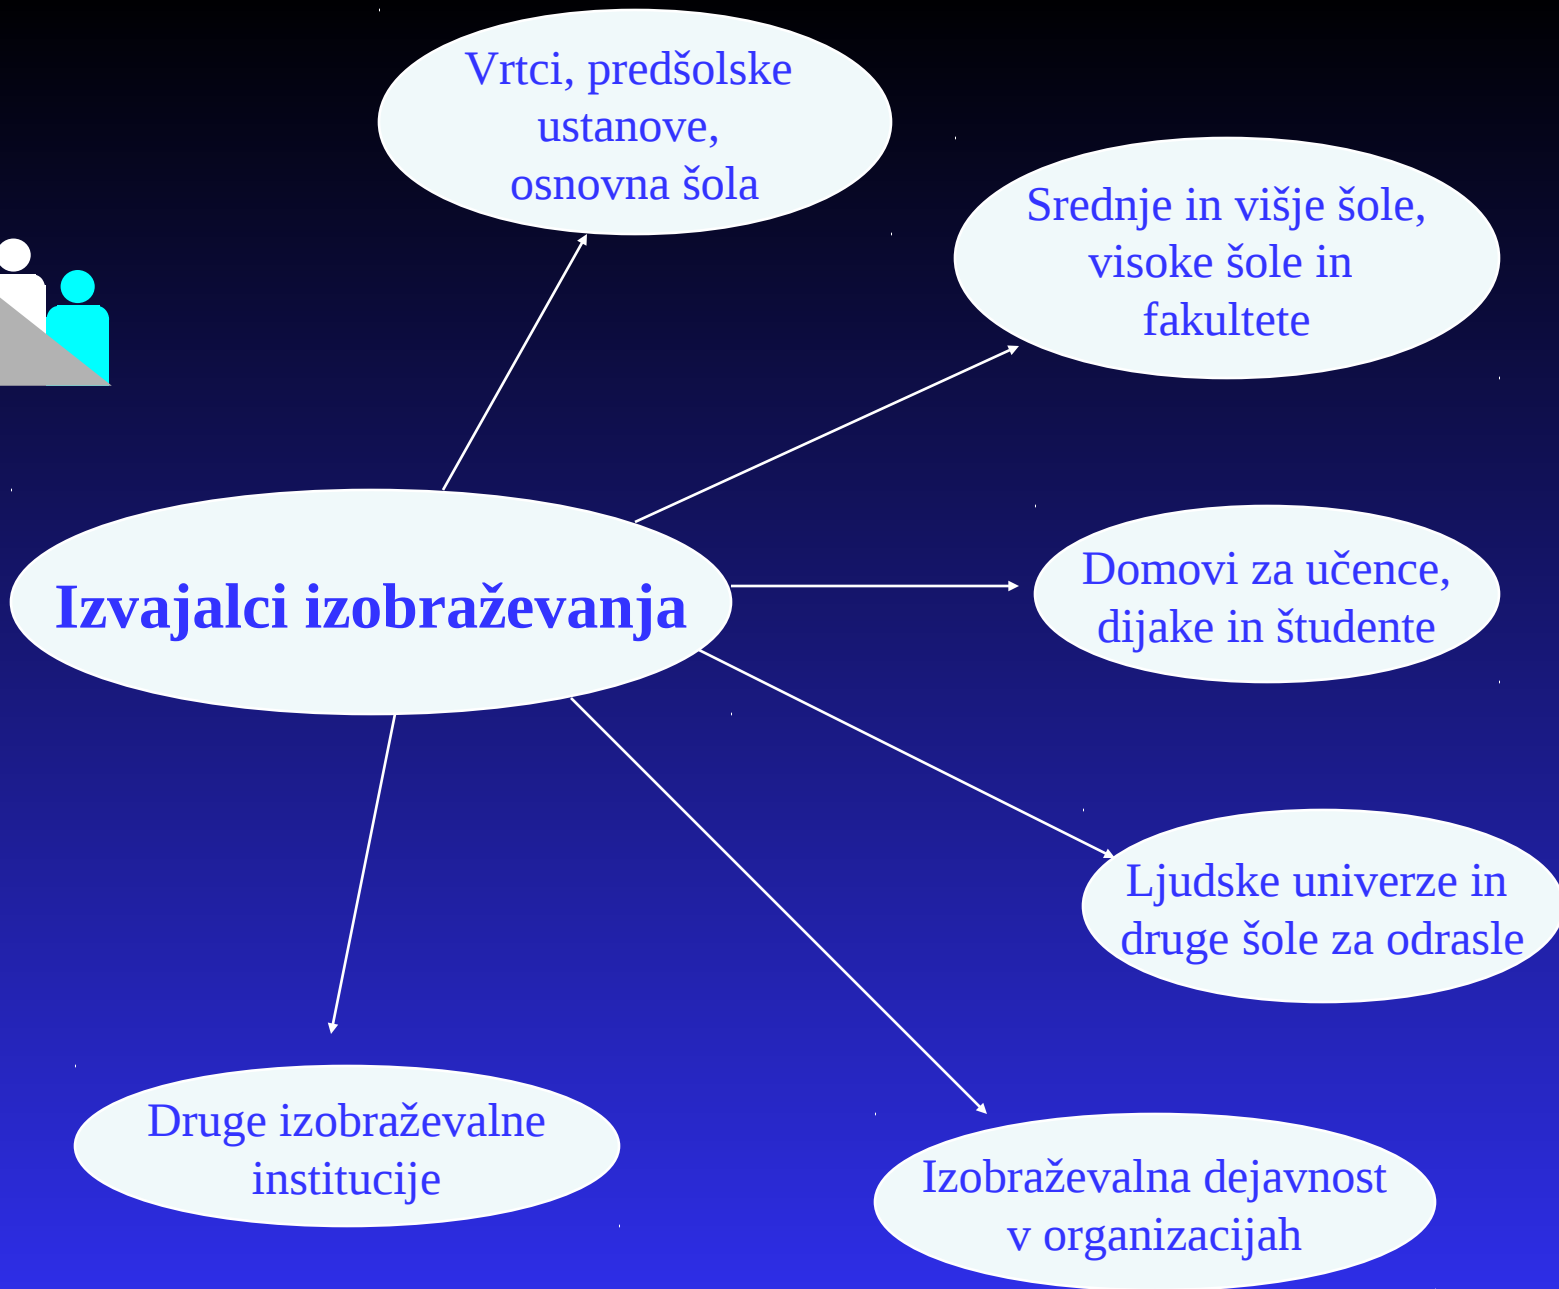 Vrtci, predšolske
ustanove,
osnovna šola
Srednje in višje šole,
visoke šole in
fakultete
Izvajalci izobraževanja
Domovi za učence,
dijake in študente
Ljudske univerze in
druge šole za odrasle
Druge izobraževalne
institucije
Izobraževalna dejavnost
v organizacijah